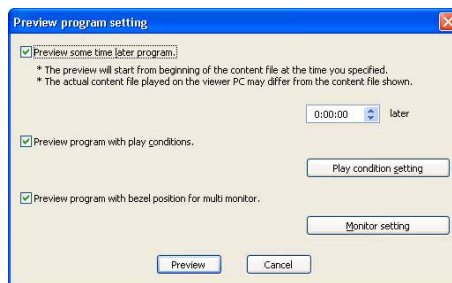 Preview program setting
Preview some time later program.
* The preview will start from beginning of the content file at the time you specified.
* The actual content file played on the viewer PC may differ from the content file shown.
0:00:00 later
Preview program with play conditions.
Play condition setting
Preview program with bezel position for multi monitor.
Monitor setting
Preview Cancel